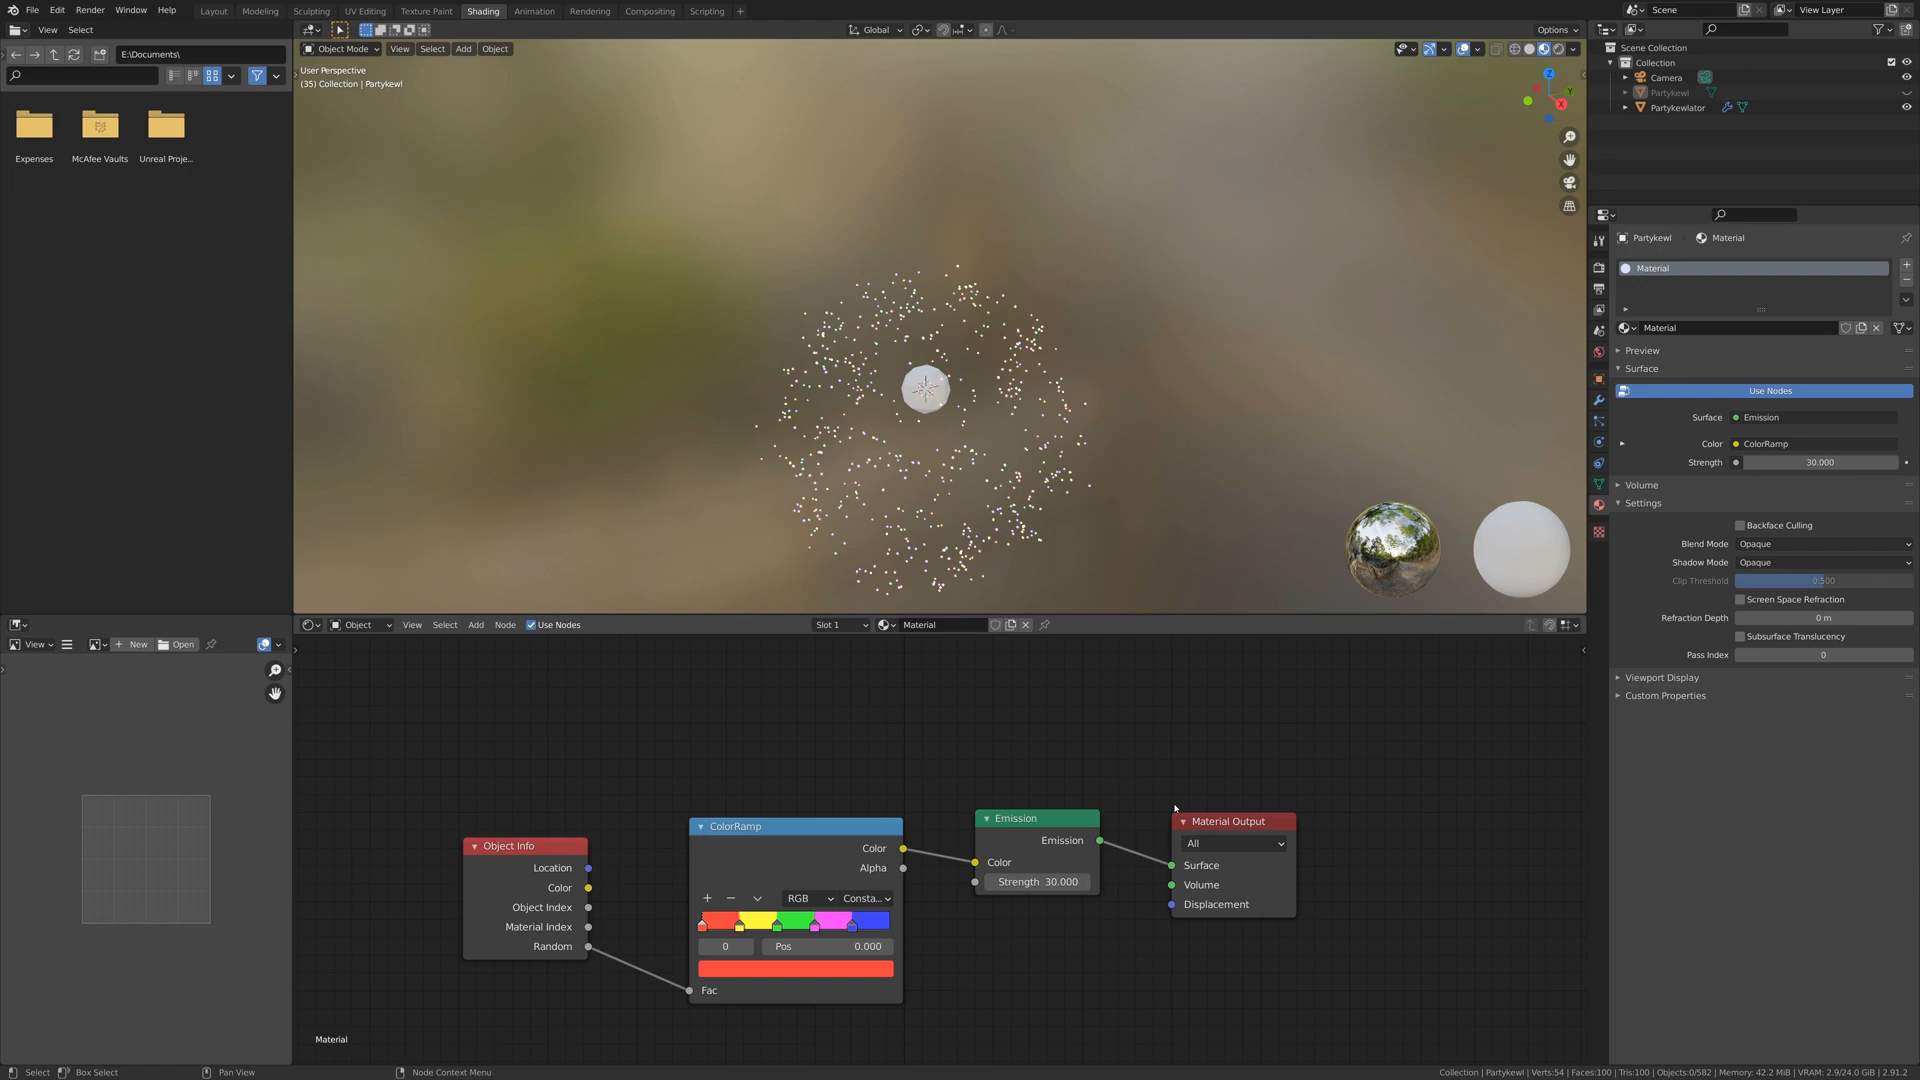 File Edit Render Window Help Layout Modeling Sculpting UV Editing Texture Paint Shading Animation Rendering Compositing Scripting + Scene View Layer
View Select
E:\Documents\
Expenses McAfee Vaults Unreal Proje...
Global Options
Object Mode View Select Add Object
User Perspective
(35) Collection | Partykewl
Z Y X
Scene Collection
Collection
Camera
Partykewl
Partykewlator
Partykewl Material
Material
Material
Preview
Surface
Use Nodes
Surface Emission
Color ColorRamp
Strength 30.000
Volume
Settings
Backface Culling
Blend Mode Opaque
Shadow Mode Opaque
Clip Threshold 0.500
Screen Space Refraction
Refraction Depth 0 m
Subsurface Translucency
Pass Index 0
Viewport Display
Custom Properties
View New Open
Object View Select Add Node Use Nodes Slot 1 Material
Object Info
Location
Color
Object Index
Material Index
Random
ColorRamp
Color
Alpha
+ − RGB Consta...
0 Pos 0.000
Fac
Emission
Emission
Color
Strength 30.000
Material Output
All
Surface
Volume
Displacement
Material
Select Box Select Pan View Node Context Menu Collection | Partykewl | Verts:54 | Faces:100 | Tris:100 | Objects:0/582 | Memory: 42.2 MiB | VRAM: 2.9/24.0 GiB | 2.91.2